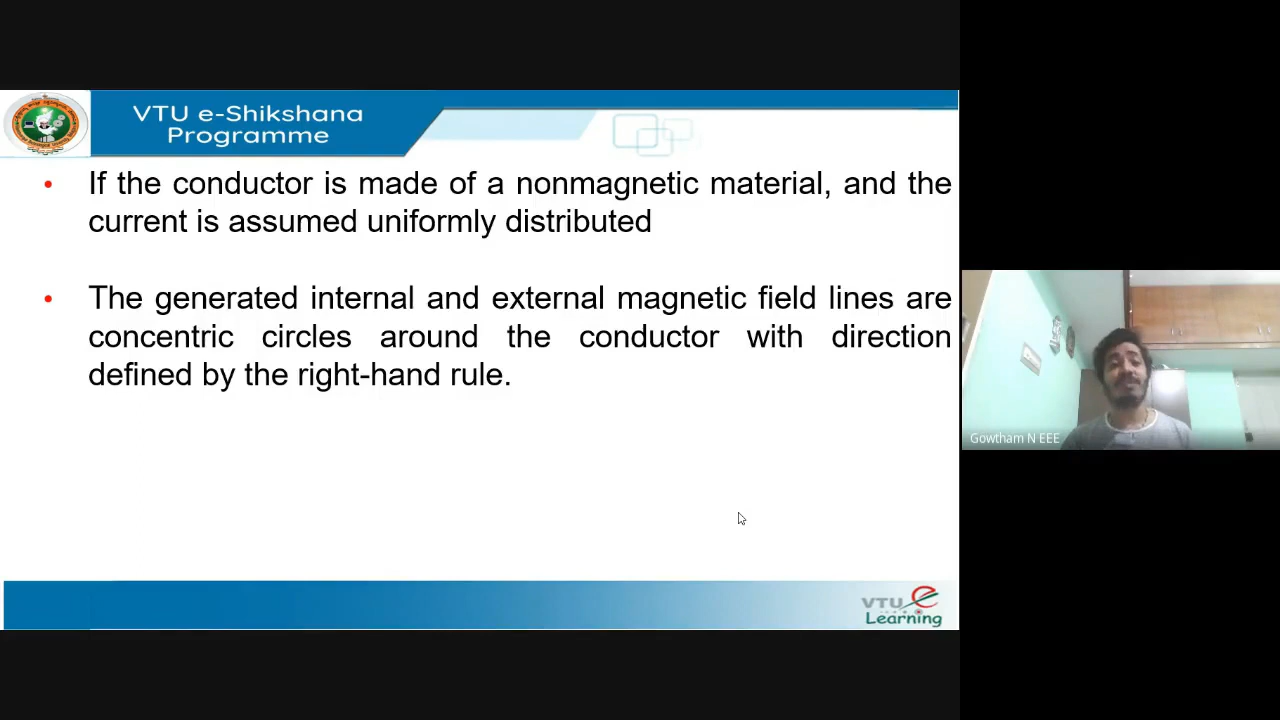 VTU e-Shikshana
Programme
• If the conductor is made of a nonmagnetic material, and the
current is assumed uniformly distributed
• The generated internal and external magnetic field lines are
concentric circles around the conductor with direction
defined by the right-hand rule.
Gowtham N EEE
VTU e
Learning